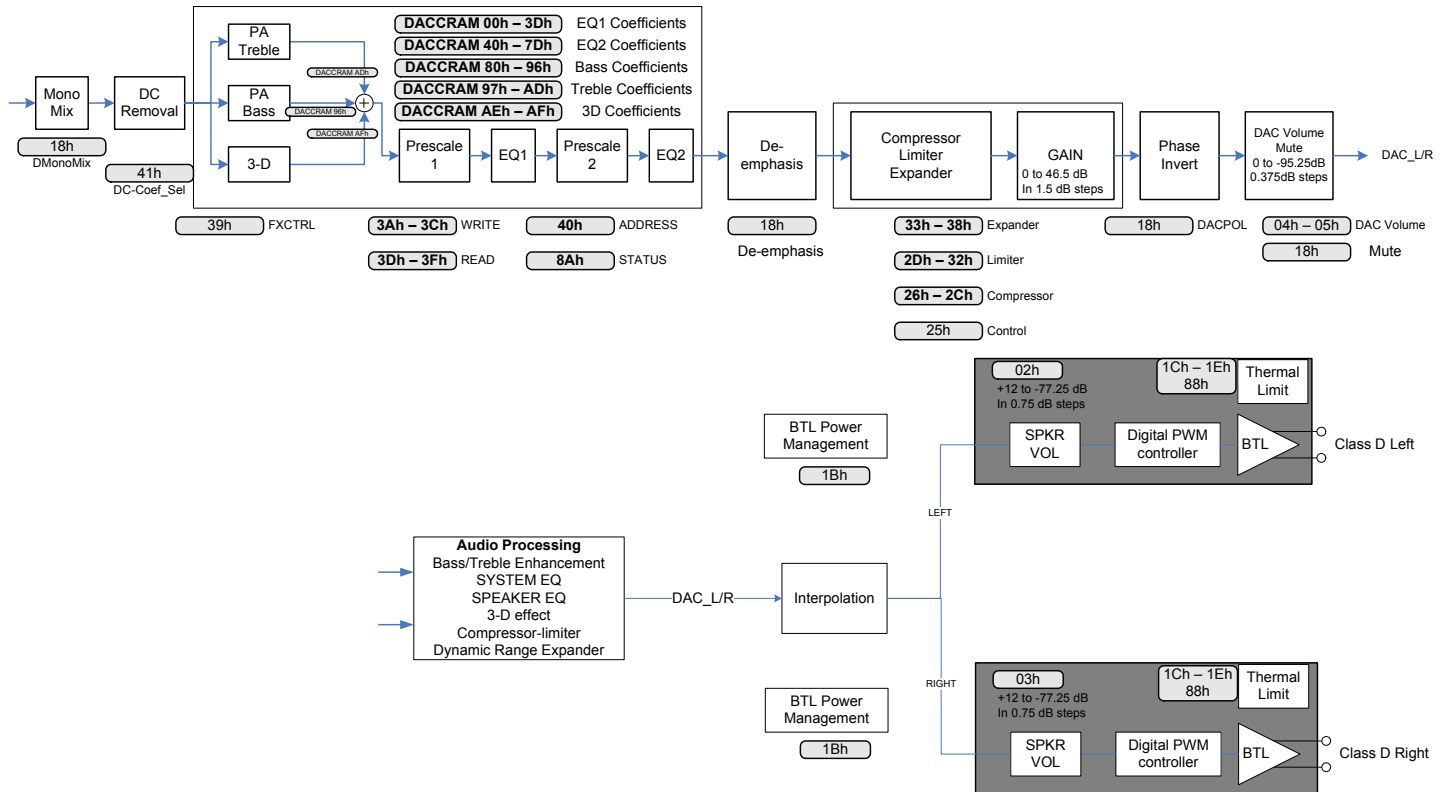 PA
Treble
DACCRAM 00h – 3Dh EQ1 Coefficients
DACCRAM 40h – 7Dh EQ2 Coefficients
DACCRAM 80h – 96h Bass Coefficients
DACCRAM 97h – ADh Treble Coefficients
DACCRAM AEh – AFh 3D Coefficients
DACCRAM ADh
Mono
Mix
DC
Removal
PA
Bass
DACCRAM 96h
+
DACCRAM AFh
3-D
Prescale
1
EQ1
Prescale
2
EQ2
De-
emphasis
Compressor
Limiter
Expander
GAIN
0 to 46.5 dB
In 1.5 dB steps
Phase
Invert
DAC Volume
Mute
0 to -95.25dB
0.375dB steps
DAC_L/R
18h
DMonoMix
41h
DC-Coef_Sel
39h FXCTRL
3Ah – 3Ch WRITE
40h ADDRESS
3Dh – 3Fh READ
8Ah STATUS
18h
De-emphasis
33h – 38h Expander
2Dh – 32h Limiter
26h – 2Ch Compressor
25h Control
18h DACPOL
04h – 05h DAC Volume
18h Mute
BTL Power
Management
1Bh
02h
+12 to -77.25 dB
In 0.75 dB steps
1Ch – 1Eh
88h
Thermal
Limit
SPKR
VOL
Digital PWM
controller
BTL
Class D Left
LEFT
Audio Processing
Bass/Treble Enhancement
SYSTEM EQ
SPEAKER EQ
3-D effect
Compressor-limiter
Dynamic Range Expander
DAC_L/R
Interpolation
RIGHT
BTL Power
Management
1Bh
03h
+12 to -77.25 dB
In 0.75 dB steps
1Ch – 1Eh
88h
Thermal
Limit
SPKR
VOL
Digital PWM
controller
BTL
Class D Right